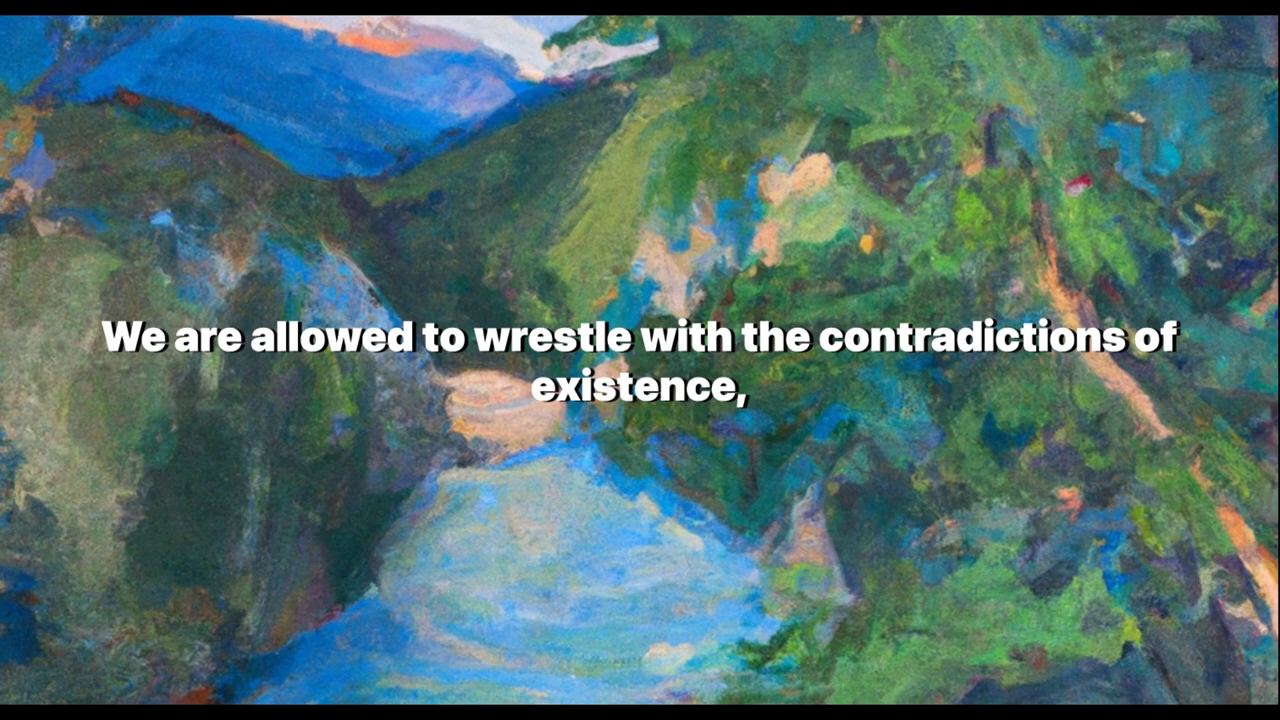 We are allowed to wrestle with the contradictions of
existence,